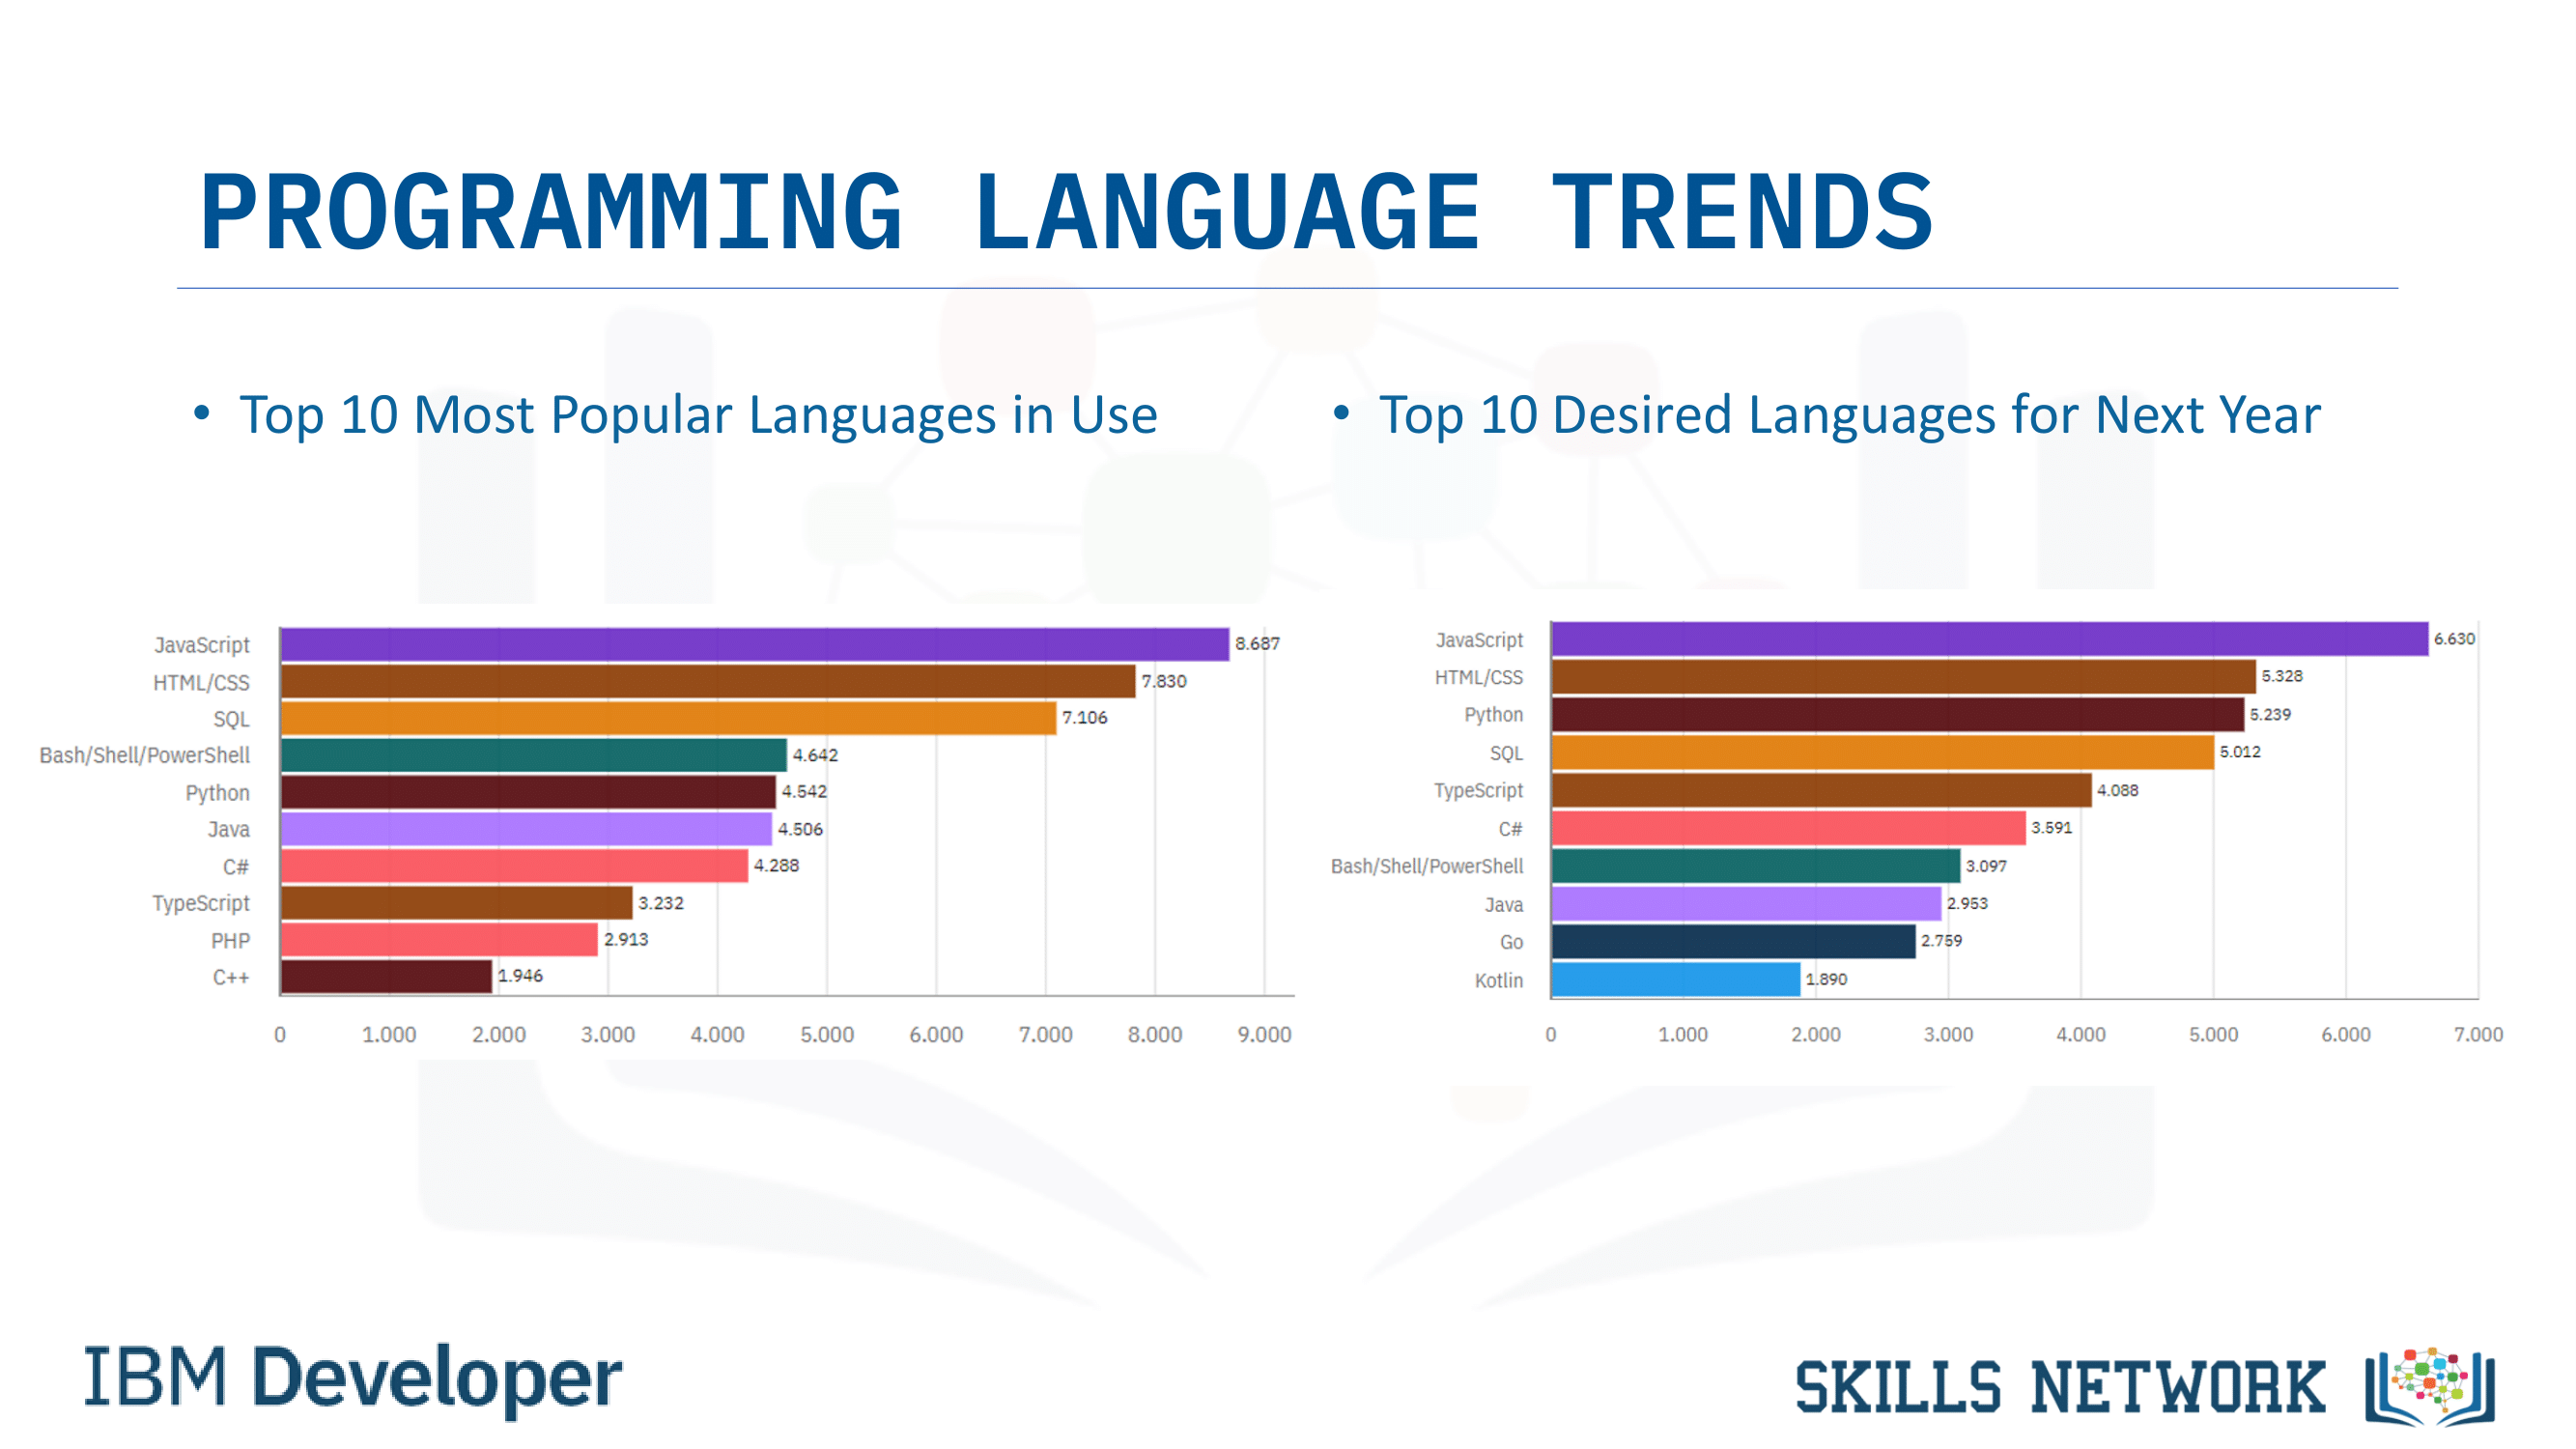 PROGRAMMING LANGUAGE TRENDS
• Top 10 Most Popular Languages in Use
JavaScript 8.687
HTML/CSS 7.830
SQL 7.106
Bash/Shell/PowerShell 4.642
Python 4.542
Java 4.506
C# 4.288
TypeScript 3.232
PHP 2.913
C++ 1.946
0 1.000 2.000 3.000 4.000 5.000 6.000 7.000 8.000 9.000
• Top 10 Desired Languages for Next Year
JavaScript 6.630
HTML/CSS 5.328
Python 5.239
SQL 5.012
TypeScript 4.088
C# 3.591
Bash/Shell/PowerShell 3.097
Java 2.953
Go 2.759
Kotlin 1.890
0 1.000 2.000 3.000 4.000 5.000 6.000 7.000
IBM Developer
SKILLS NETWORK